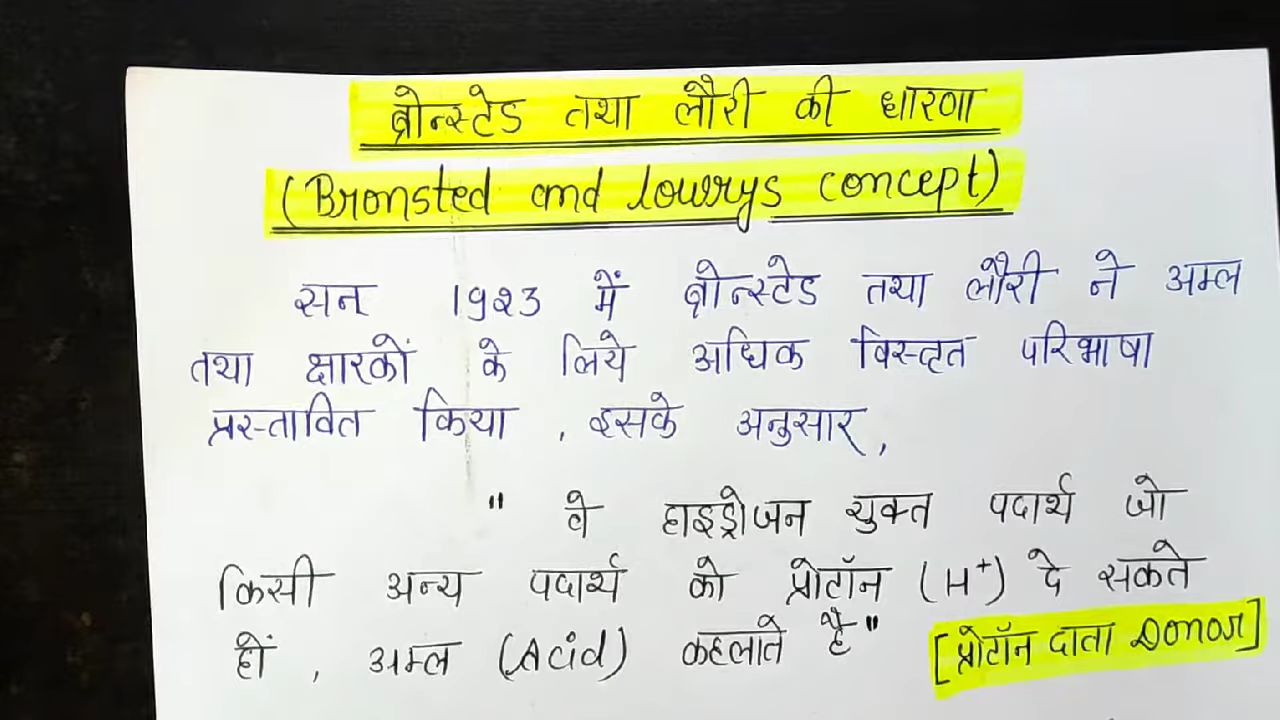 ब्रोन्स्टेड तथा लौरी की धारणा
(Bronsted and lowrys concept)
सन् 1923 में ब्रोन्स्टेड तथा लौरी ने अम्ल
तथा क्षारकों के लिये अधिक विस्तृत परिभाषा
प्रस्तावित किया , इसके अनुसार,
" वे हाइड्रोजन युक्त पदार्थ जो
किसी अन्य पदार्थ को प्रोटॉन (H⁺) दे सकते
हों , अम्ल (Acid) कहलाते है"
[प्रोटॉन दाता Donor]